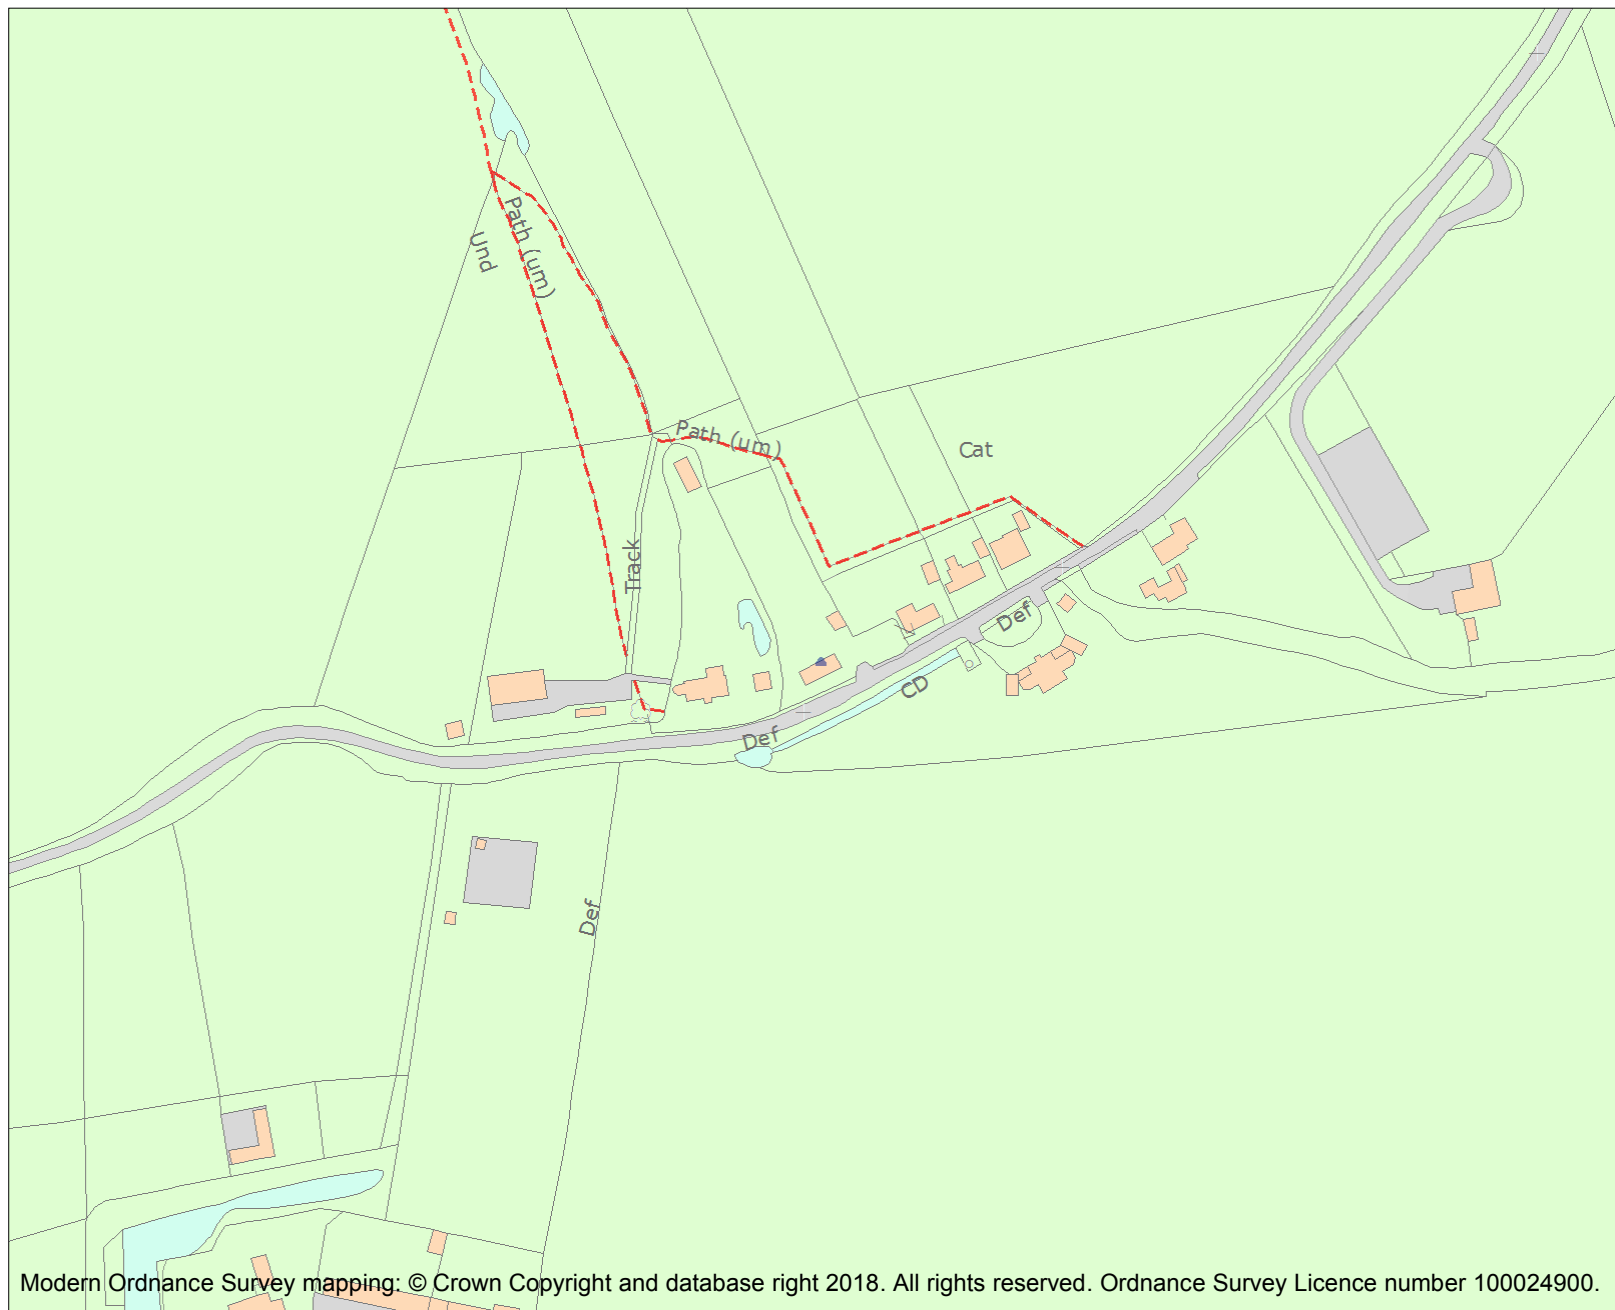 Path (um)
Und
Path (um)
Cat
Track
Def
CD
Def
Def
Modern Ordnance Survey mapping: © Crown Copyright and database right 2018. All rights reserved. Ordnance Survey Licence number 100024900.